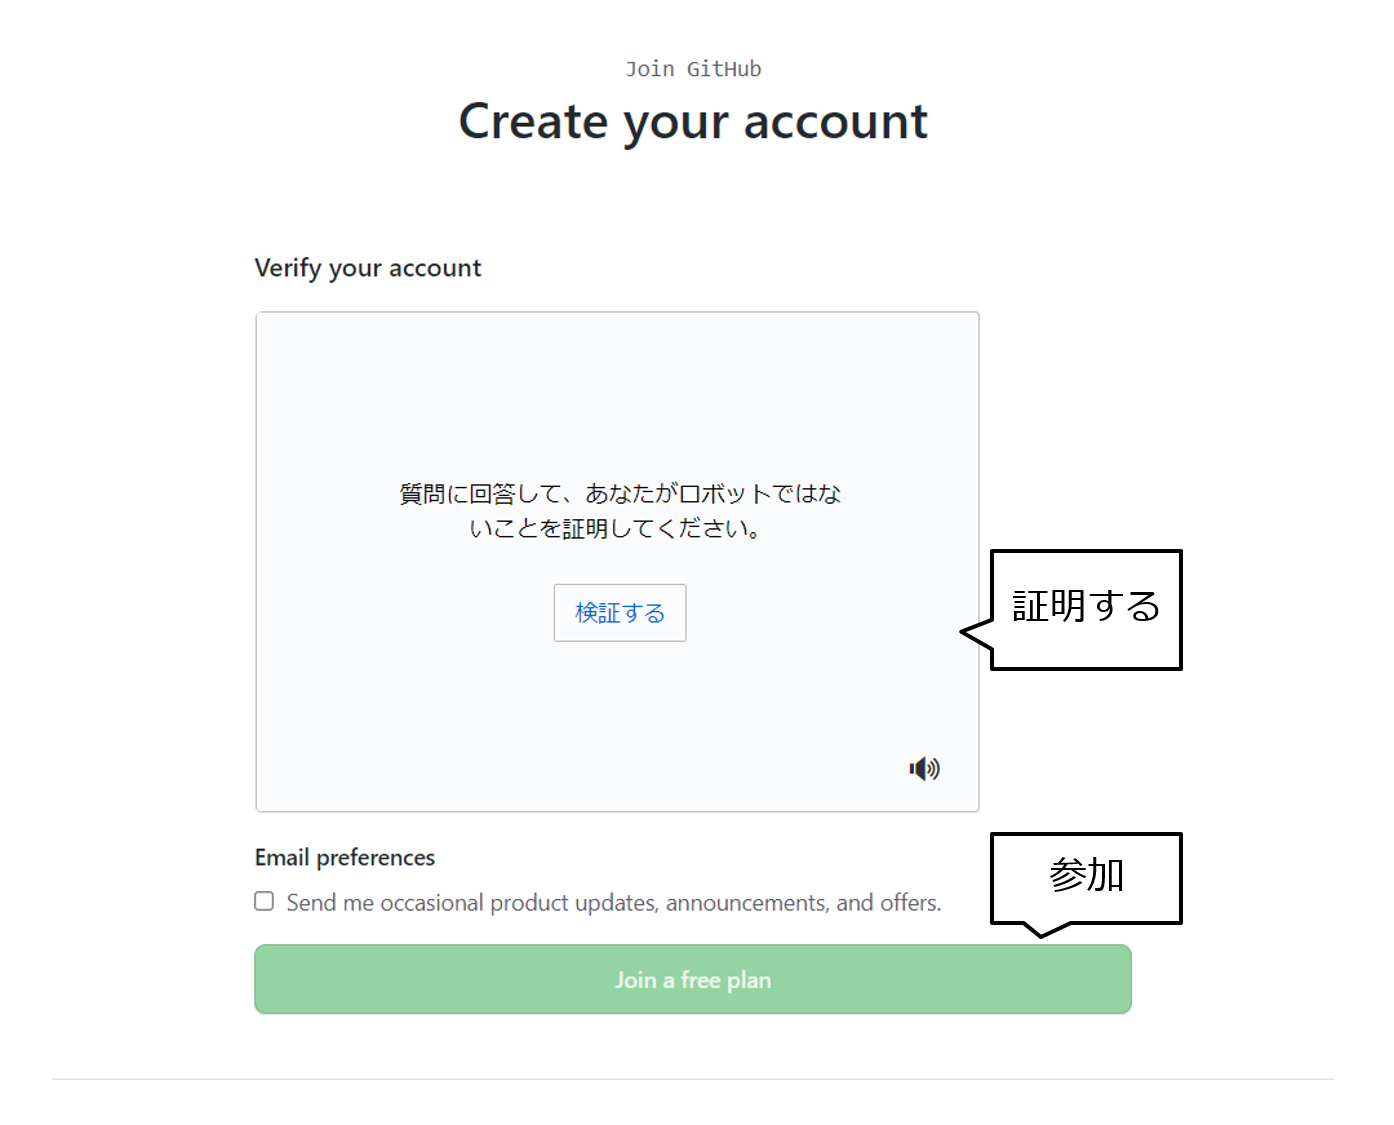 Join GitHub
Create your account
Verify your account
質問に回答して、あなたがロボットではな
いことを証明してください。
検証する
証明する
Email preferences
参加
Send me occasional product updates, announcements, and offers.
Join a free plan